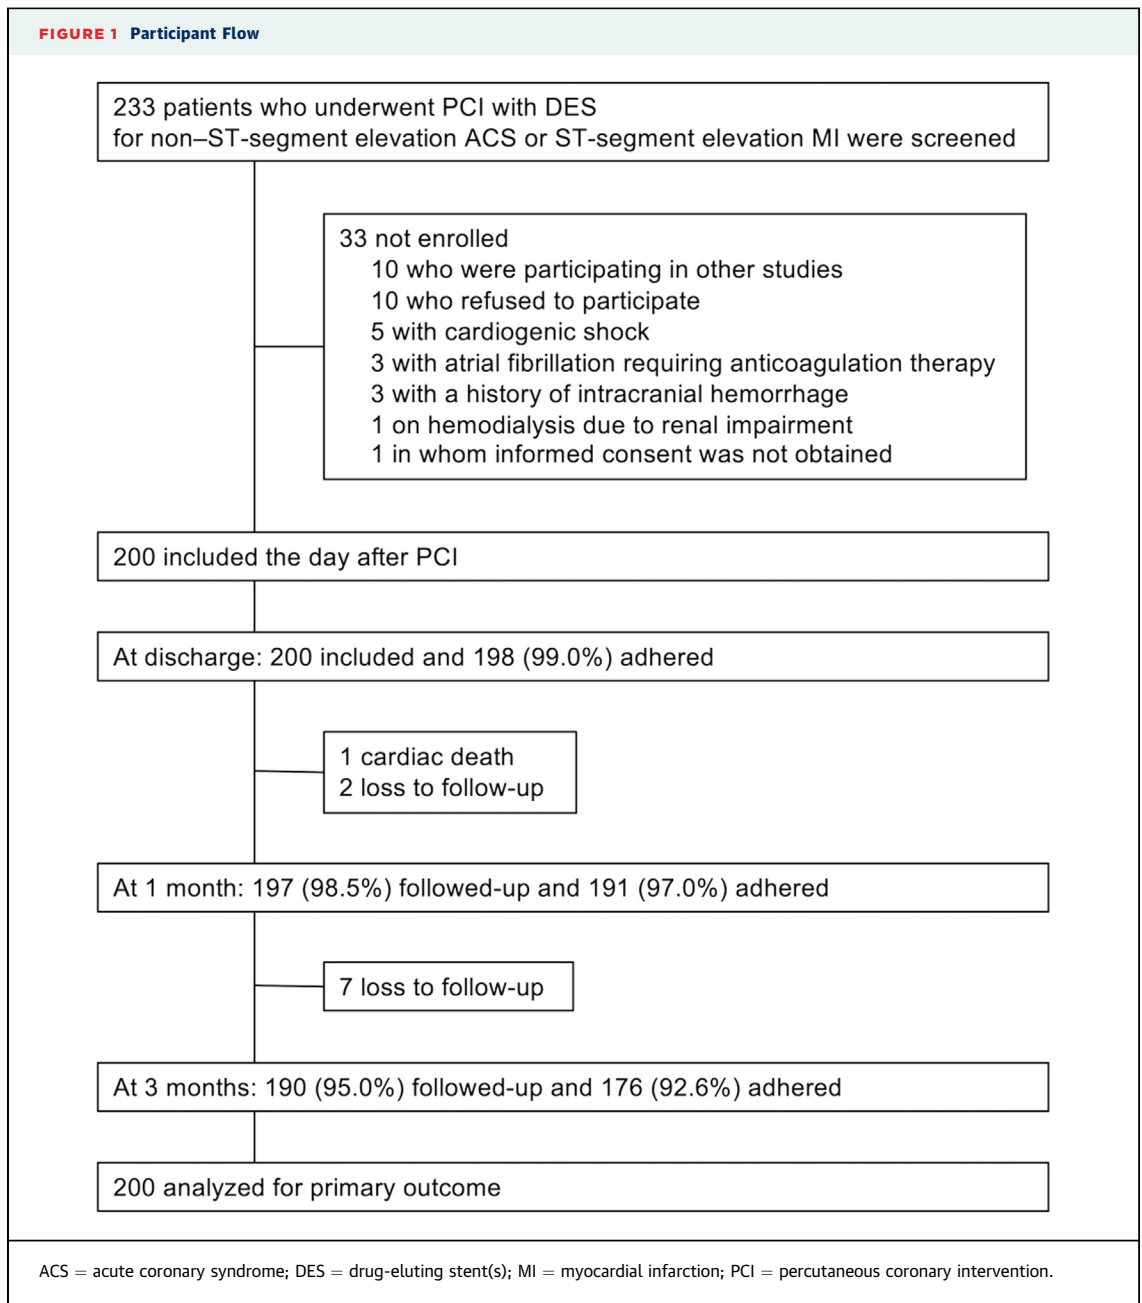 FIGURE 1 Participant Flow
233 patients who underwent PCI with DES
for non–ST-segment elevation ACS or ST-segment elevation MI were screened
33 not enrolled
10 who were participating in other studies
10 who refused to participate
5 with cardiogenic shock
3 with atrial fibrillation requiring anticoagulation therapy
3 with a history of intracranial hemorrhage
1 on hemodialysis due to renal impairment
1 in whom informed consent was not obtained
200 included the day after PCI
At discharge: 200 included and 198 (99.0%) adhered
1 cardiac death
2 loss to follow-up
At 1 month: 197 (98.5%) followed-up and 191 (97.0%) adhered
7 loss to follow-up
At 3 months: 190 (95.0%) followed-up and 176 (92.6%) adhered
200 analyzed for primary outcome
ACS = acute coronary syndrome; DES = drug-eluting stent(s); MI = myocardial infarction; PCI = percutaneous coronary intervention.